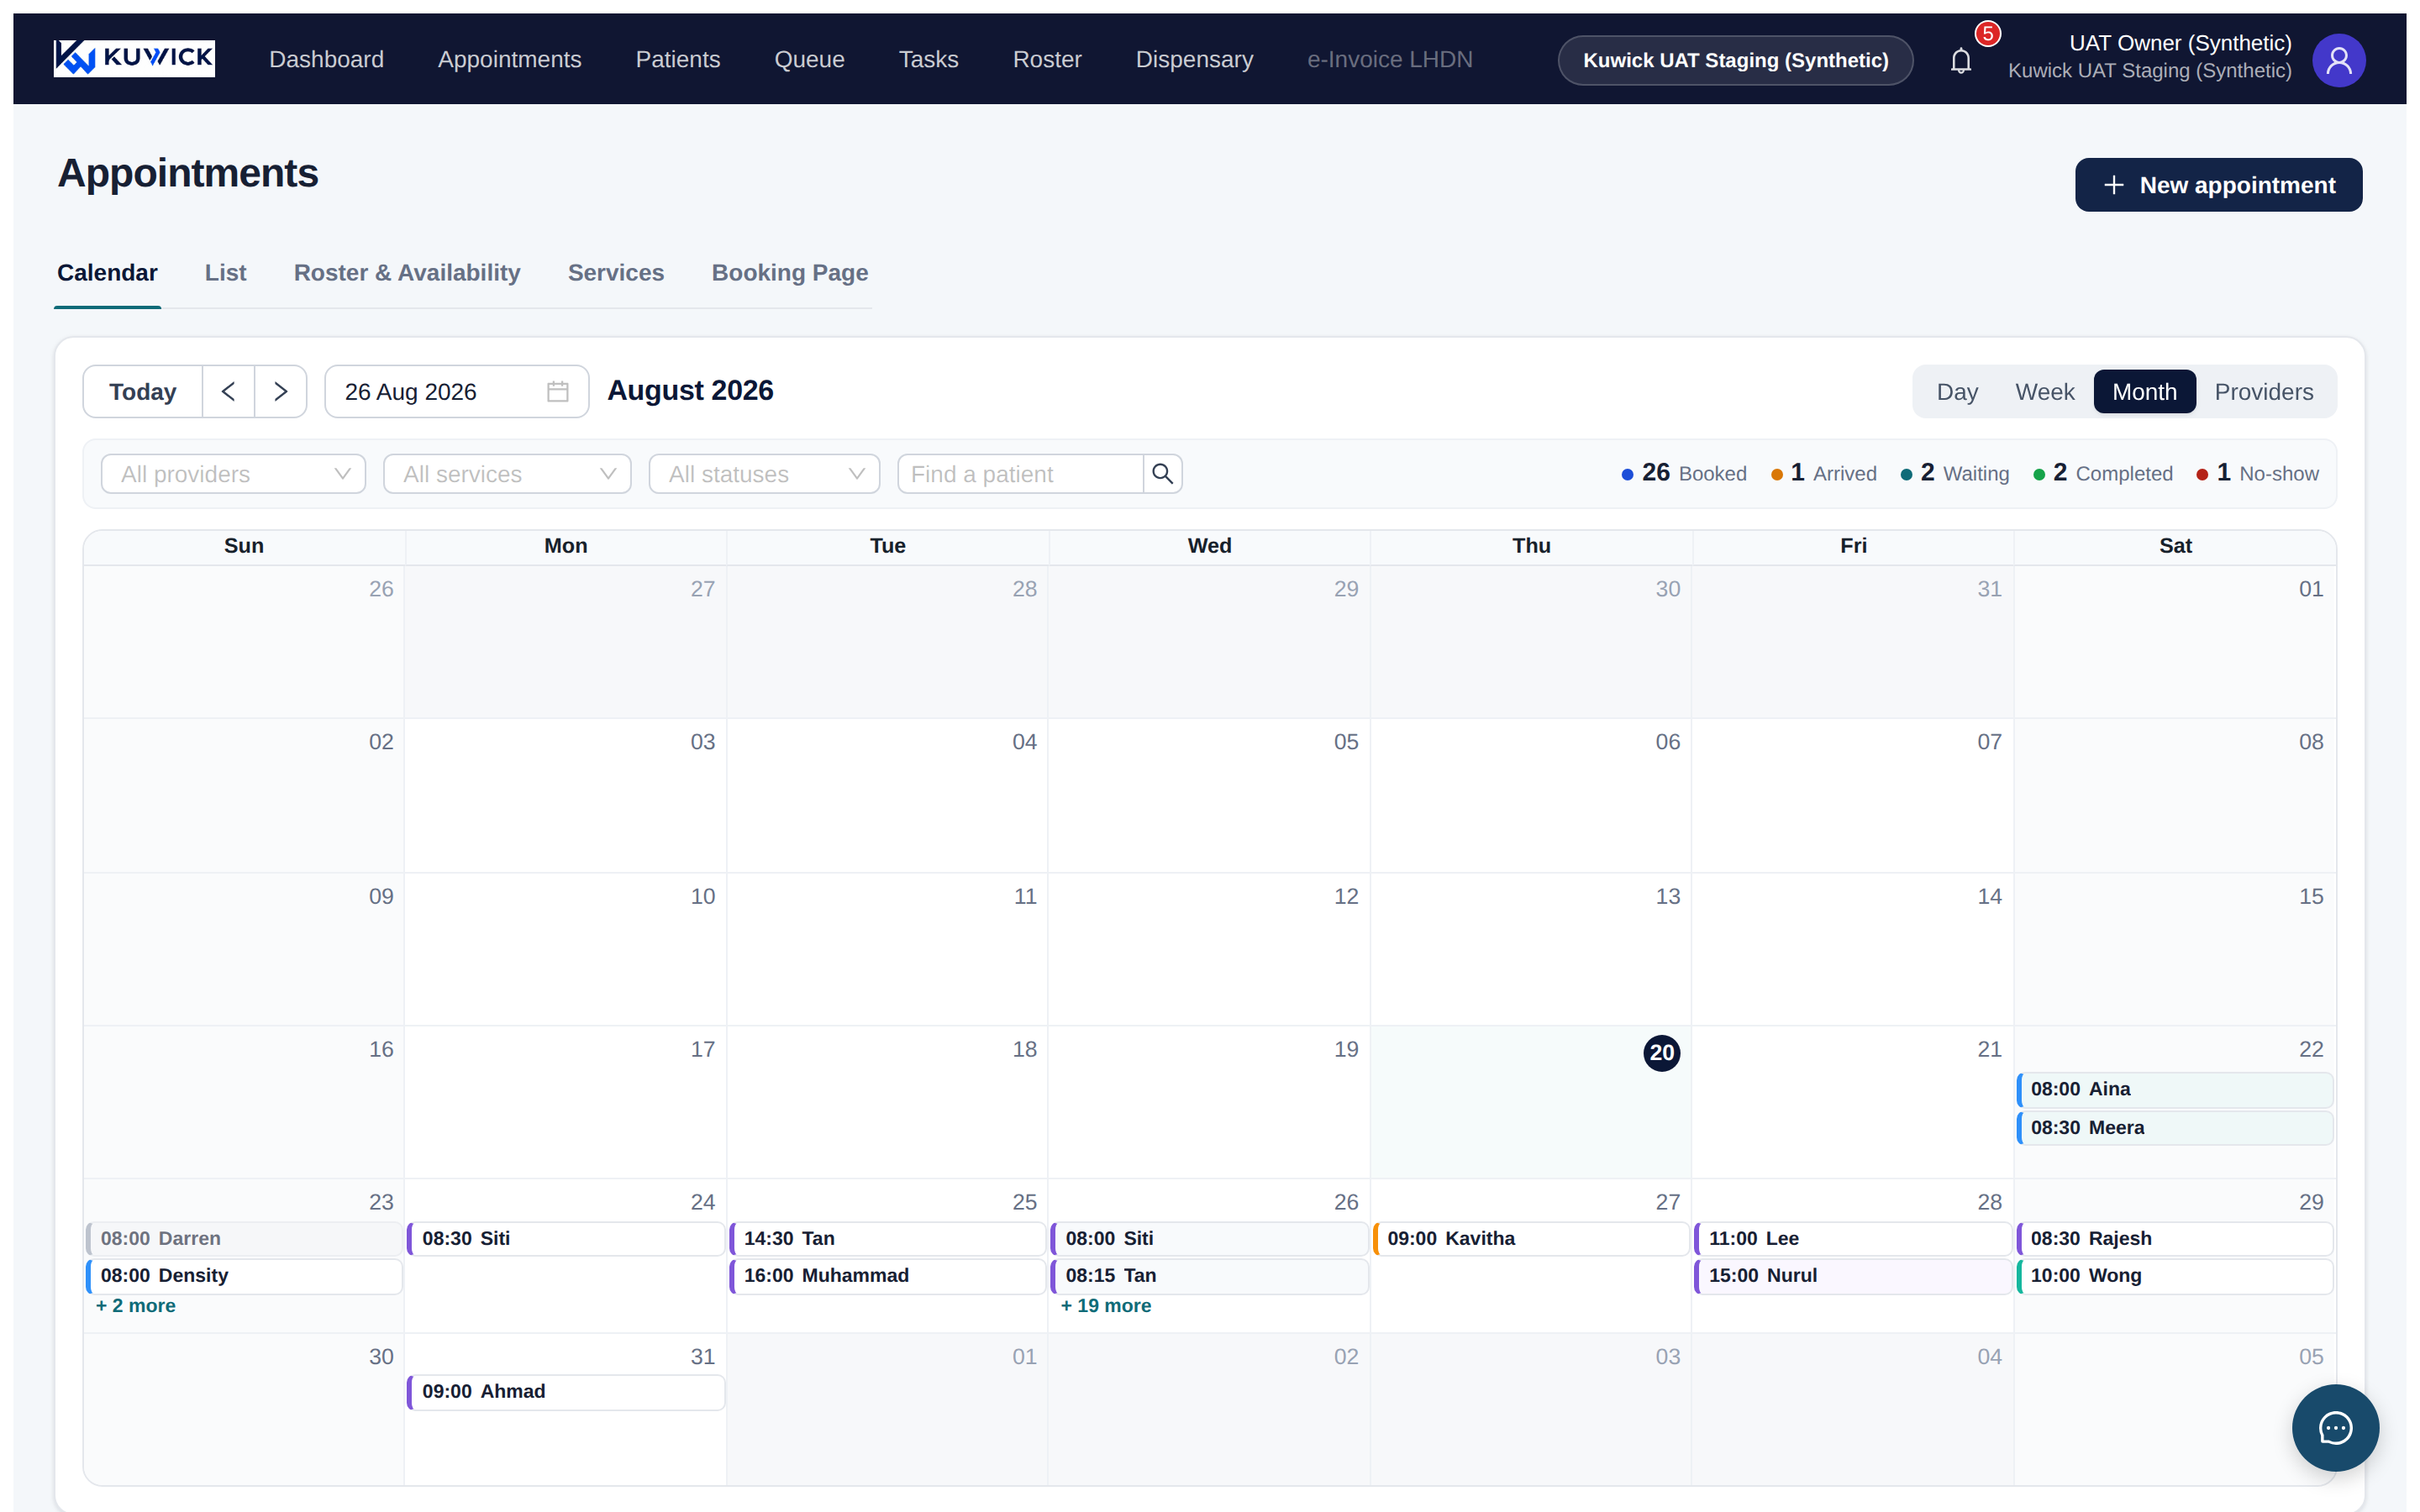 KUWICK
Dashboard Appointments Patients Queue Tasks Roster Dispensary e-Invoice LHDN
Kuwick UAT Staging (Synthetic)
5
UAT Owner (Synthetic)
Kuwick UAT Staging (Synthetic)
Appointments
New appointment
Calendar List Roster & Availability Services Booking Page
Today 26 Aug 2026 August 2026
Day Week Month Providers
All providers All services All statuses Find a patient
26 Booked 1 Arrived 2 Waiting 2 Completed 1 No-show
Sun Mon Tue Wed Thu Fri Sat
26 27 28 29 30 31 01
02 03 04 05 06 07 08
09 10 11 12 13 14 15
16 17 18 19 20 21 22
08:00 Aina
08:30 Meera
23 24 25 26 27 28 29
08:00 Darren 08:30 Siti 14:30 Tan 08:00 Siti 09:00 Kavitha 11:00 Lee 08:30 Rajesh
08:00 Density 16:00 Muhammad 08:15 Tan 15:00 Nurul 10:00 Wong
+ 2 more + 19 more
30 31 01 02 03 04 05
09:00 Ahmad